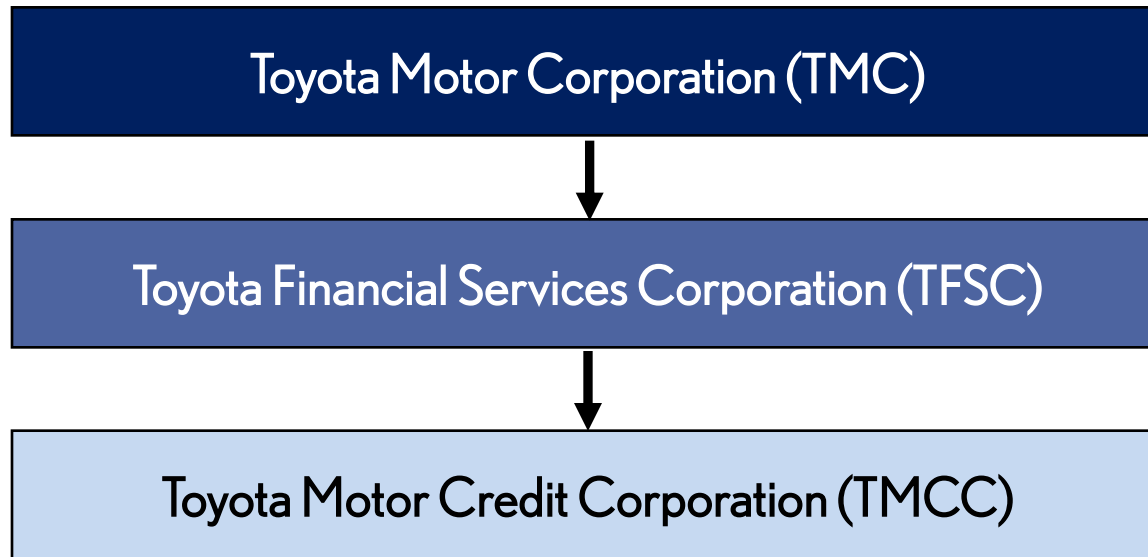 Toyota Motor Corporation (TMC)
Toyota Financial Services Corporation (TFSC)
Toyota Motor Credit Corporation (TMCC)